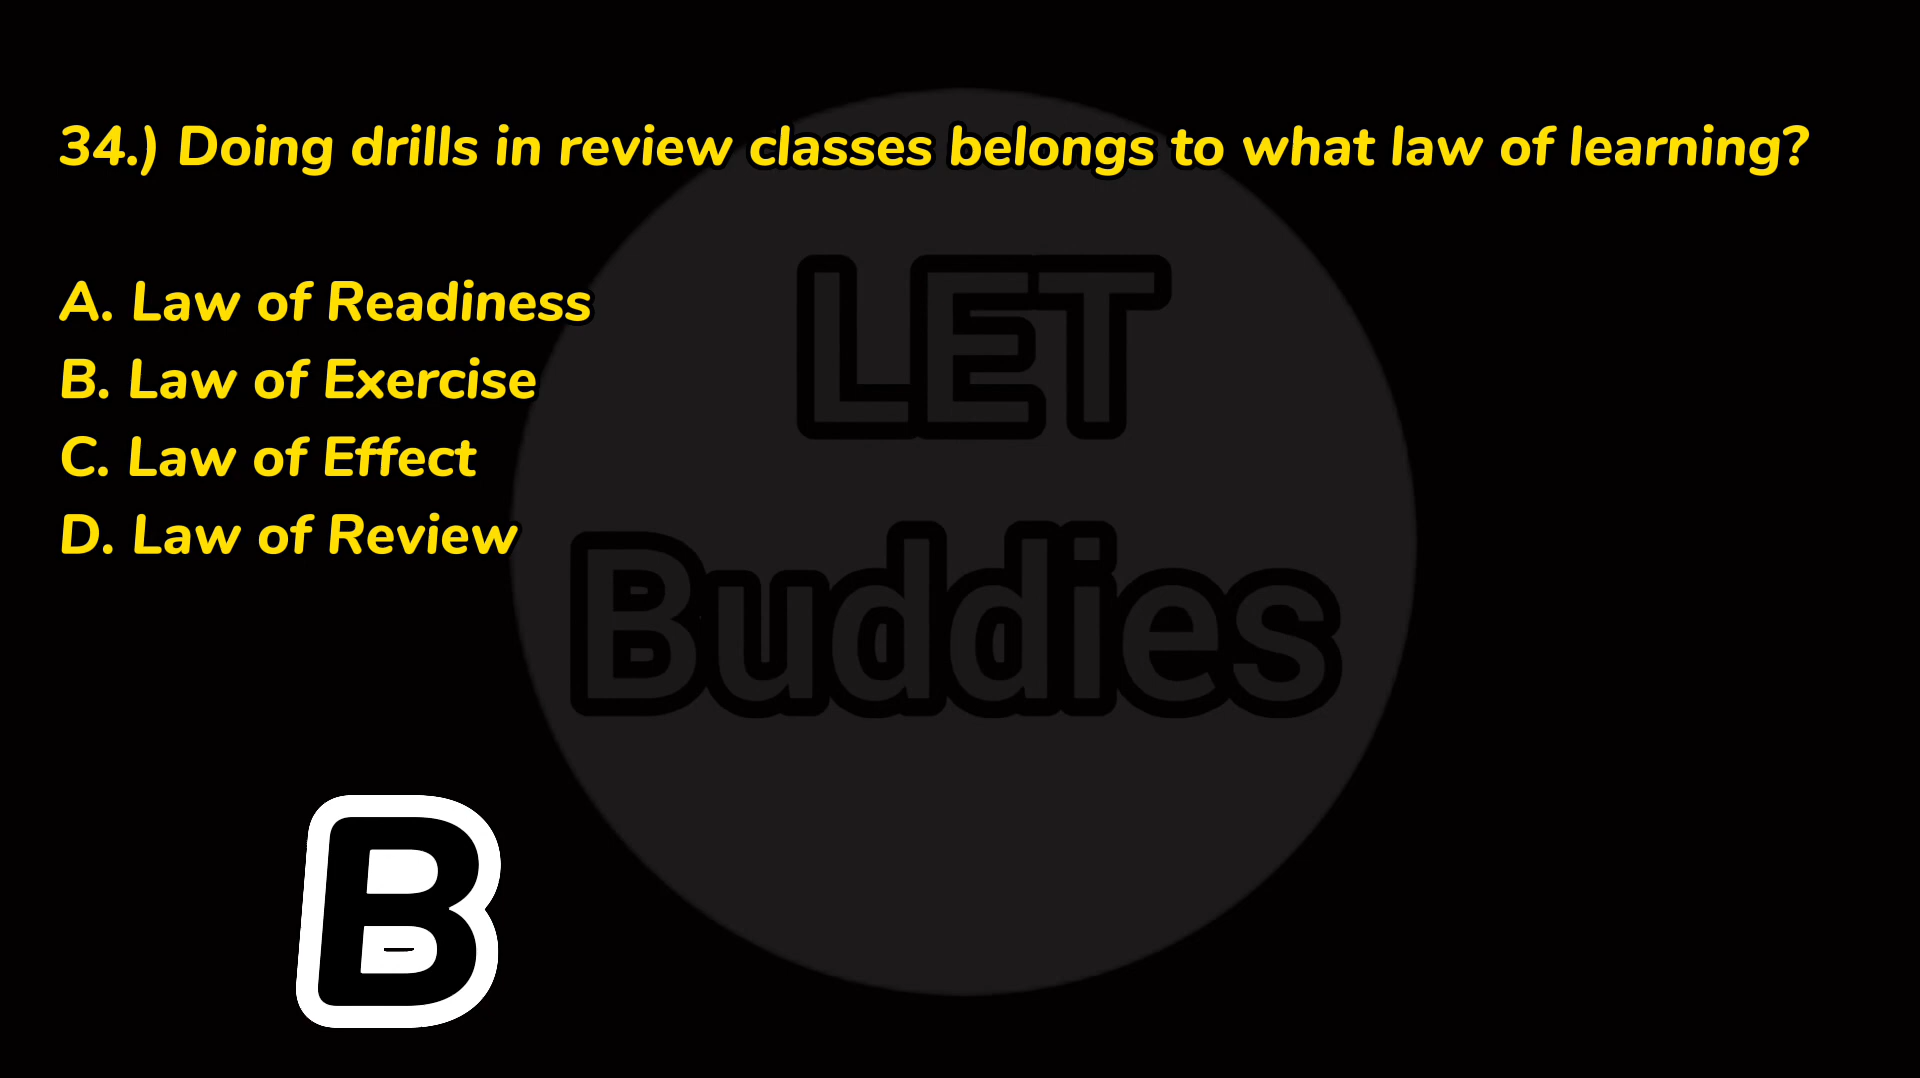 34.) Doing drills in review classes belongs to what law of learning?
A. Law of Readiness
B. Law of Exercise
C. Law of Effect
D. Law of Review
LET
Buddies
B